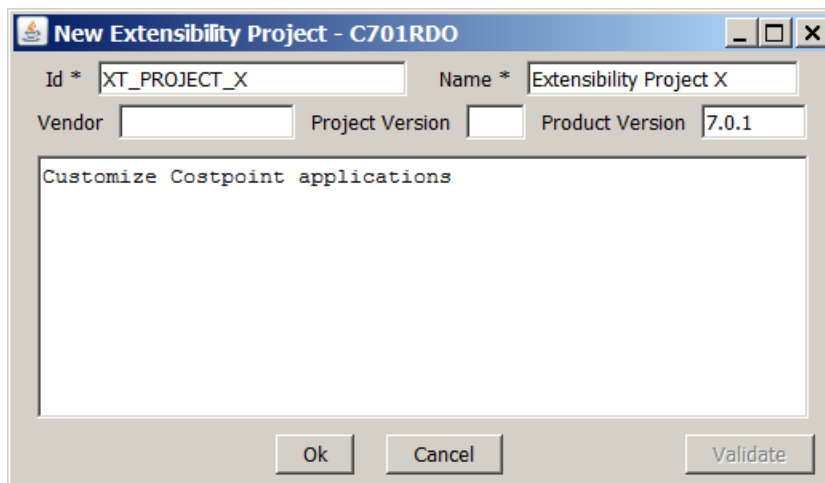 New Extensibility Project - C701RDO
Id * XT_PROJECT_X Name * Extensibility Project X
Vendor Project Version Product Version 7.0.1
Customize Costpoint applications
Ok Cancel Validate